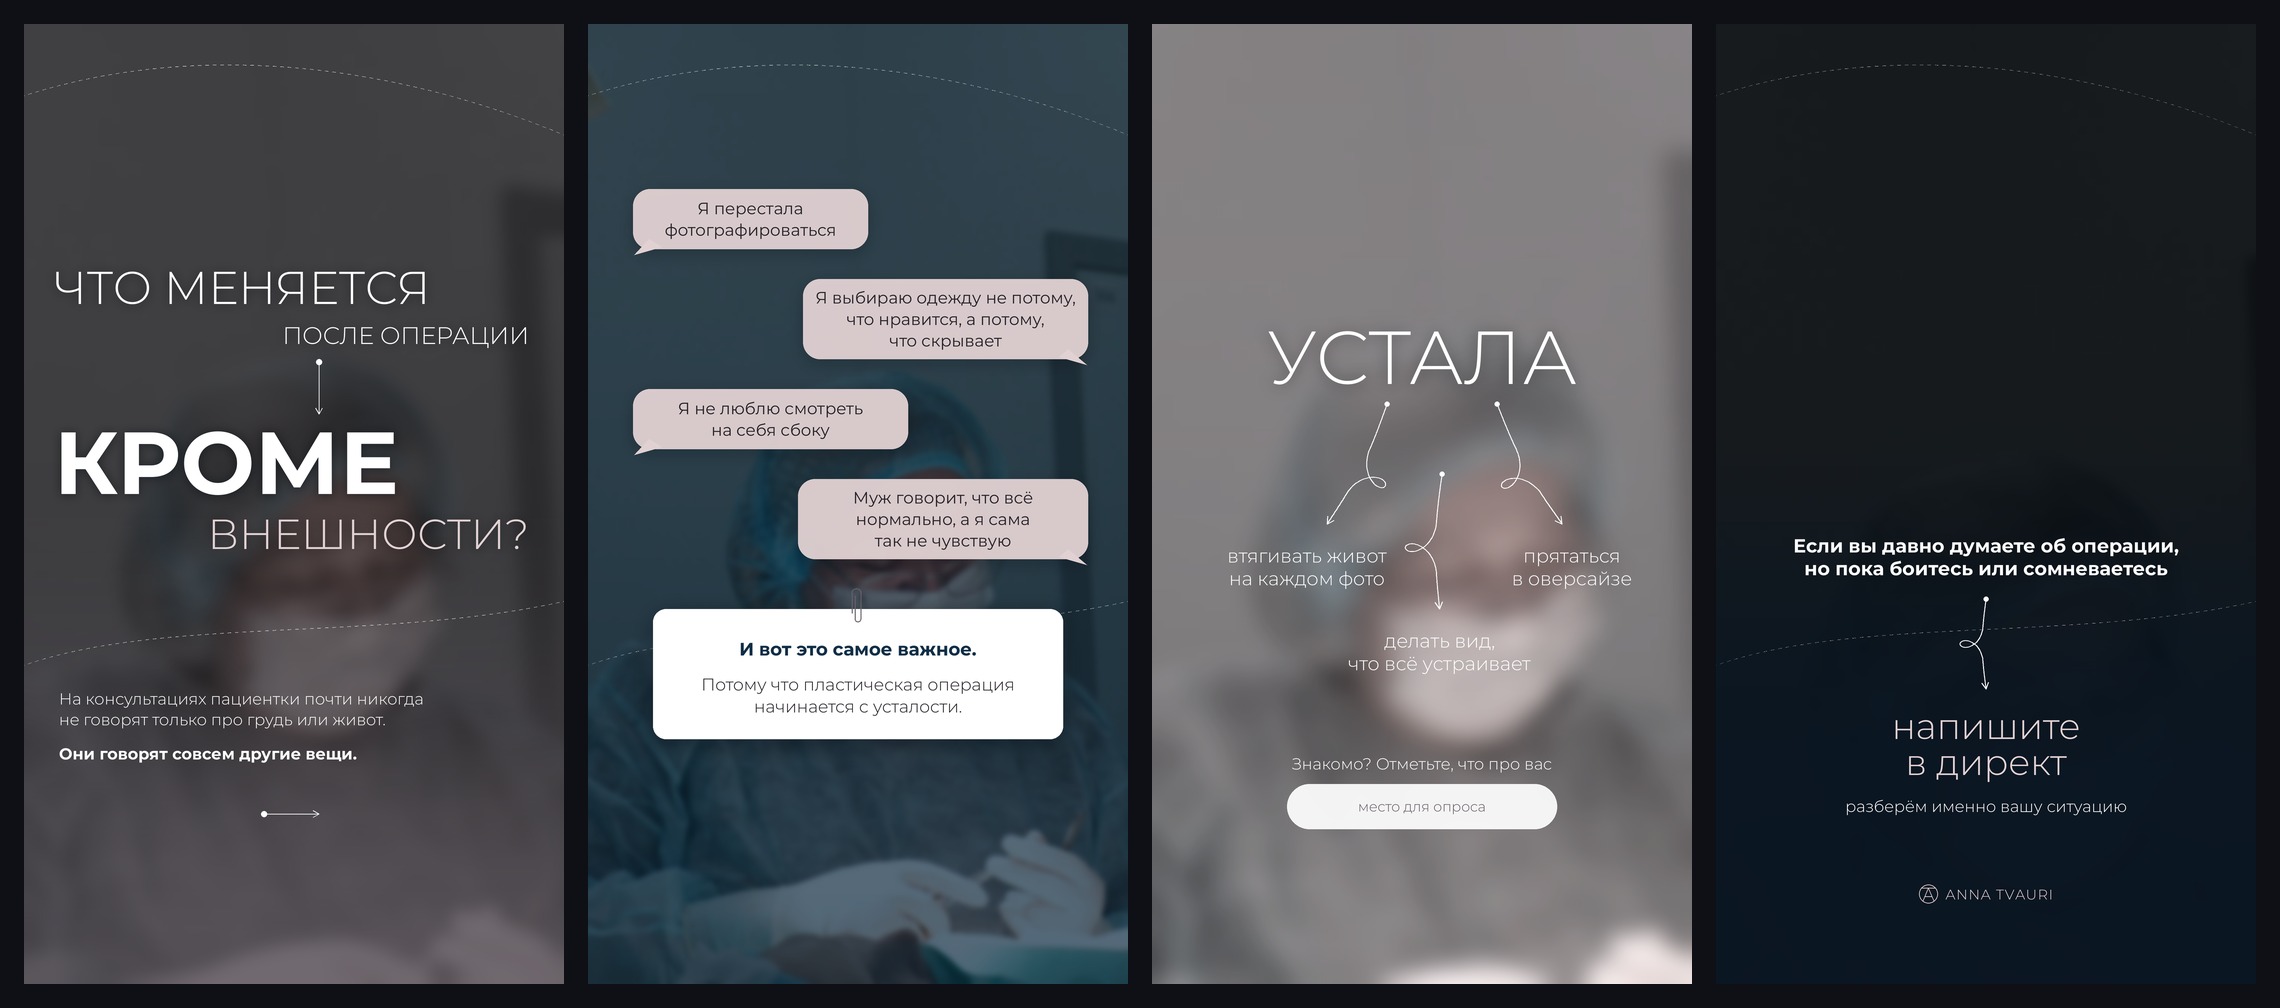 ЧТО МЕНЯЕТСЯ
ПОСЛЕ ОПЕРАЦИИ
КРОМЕ
ВНЕШНОСТИ?
На консультациях пациентки почти никогда
не говорят только про грудь или живот.
Они говорят совсем другие вещи.
Я перестала
фотографироваться
Я выбираю одежду не потому,
что нравится, а потому,
что скрывает
Я не люблю смотреть
на себя сбоку
Муж говорит, что всё
нормально, а я сама
так не чувствую
И вот это самое важное.
Потому что пластическая операция
начинается с усталости.
УСТАЛА
втягивать живот
на каждом фото
прятаться
в оверсайзе
делать вид,
что всё устраивает
Знакомо? Отметьте, что про вас
место для опроса
Если вы давно думаете об операции,
но пока боитесь или сомневаетесь
напишите
в директ
разберём именно вашу ситуацию
ANNA TVAURI